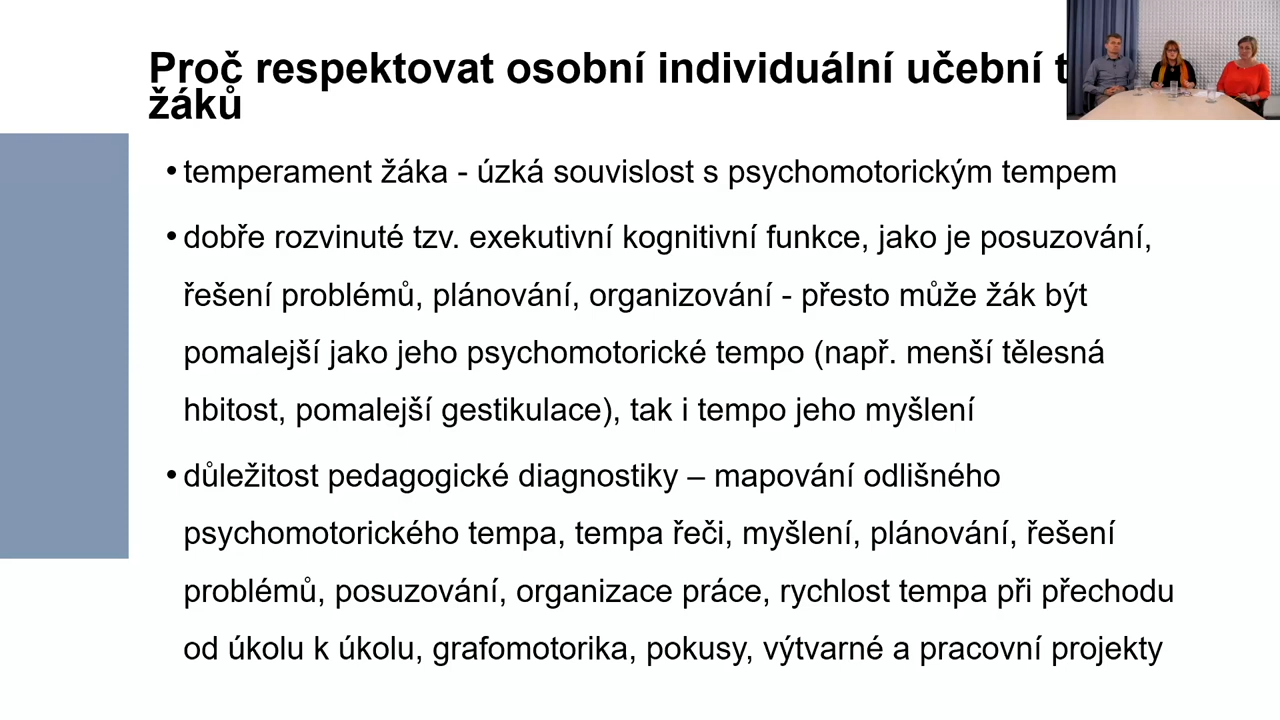 Proč respektovat osobní individuální učební
žáků
• temperament žáka - úzká souvislost s psychomotorickým tempem
• dobře rozvinuté tzv. exekutivní kognitivní funkce, jako je posuzování,
řešení problémů, plánování, organizování - přesto může žák být
pomalejší jako jeho psychomotorické tempo (např. menší tělesná
hbitost, pomalejší gestikulace), tak i tempo jeho myšlení
• důležitost pedagogické diagnostiky – mapování odlišného
psychomotorického tempa, tempa řeči, myšlení, plánování, řešení
problémů, posuzování, organizace práce, rychlost tempa při přechodu
od úkolu k úkolu, grafomotorika, pokusy, výtvarné a pracovní projekty